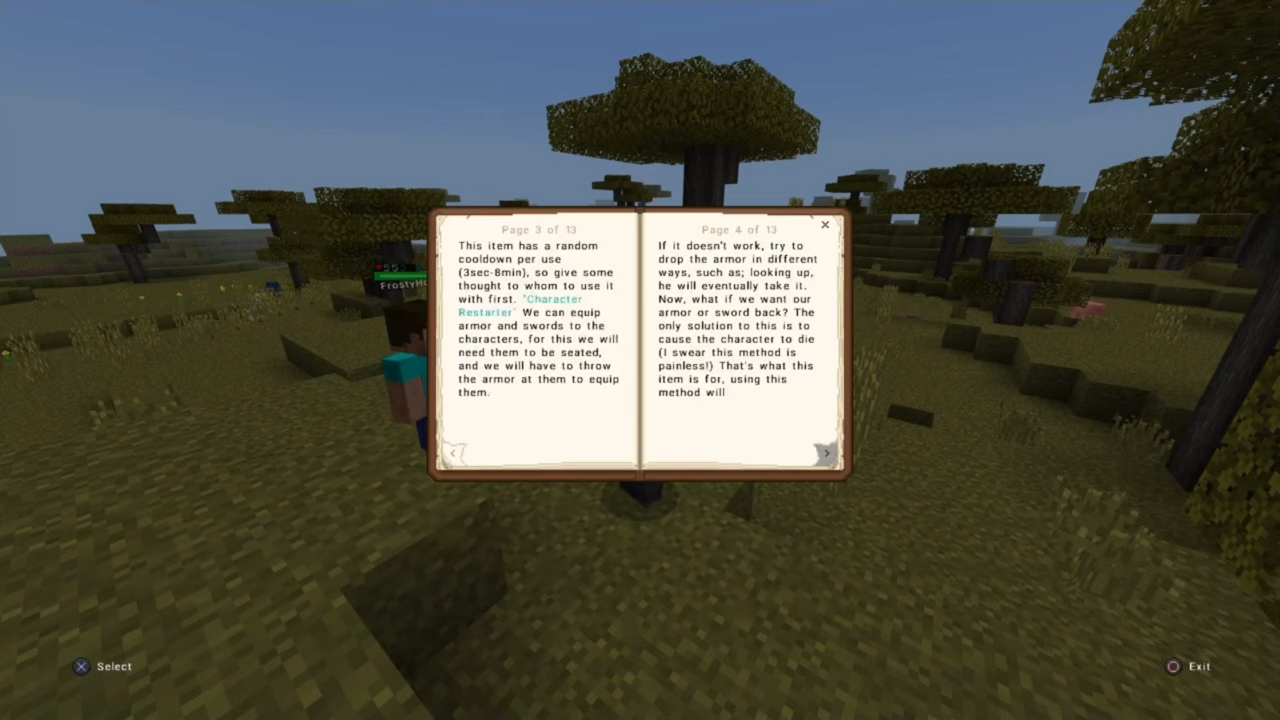 Page 3 of 13
This item has a random
cooldown per use
(3sec-8min), so give some
thought to whom to use it
with first. "Character
Restarter" We can equip
armor and swords to the
characters, for this we will
need them to be seated,
and we will have to throw
the armor at them to equip
them.
Page 4 of 13
If it doesn't work, try to
drop the armor in different
ways, such as; looking up,
he will eventually take it.
Now, what if we want our
armor or sword back? The
only solution to this is to
cause the character to die
(I swear this method is
painless!) That's what this
item is for, using this
method will
Select
Exit